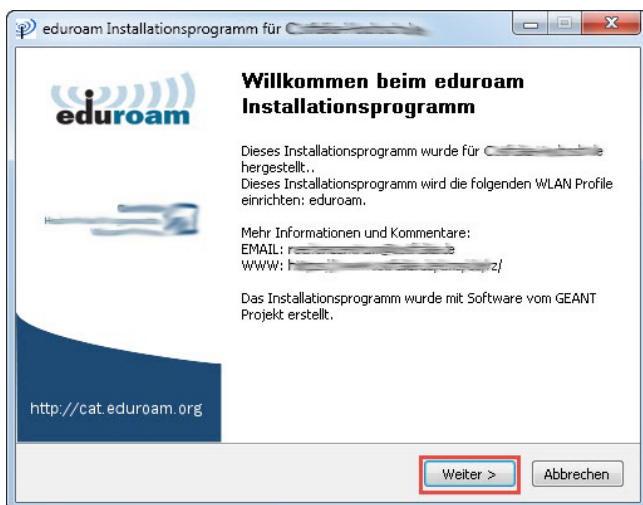 eduroam Installationsprogramm für
eduroam
Willkommen beim eduroam
Installationsprogramm
Dieses Installationsprogramm wurde für
hergestellt..
Dieses Installationsprogramm wird die folgenden WLAN Profile
einrichten: eduroam.
Mehr Informationen und Kommentare:
EMAIL:
WWW:
Das Installationsprogramm wurde mit Software vom GEANT
Projekt erstellt.
http://cat.eduroam.org
Weiter >
Abbrechen